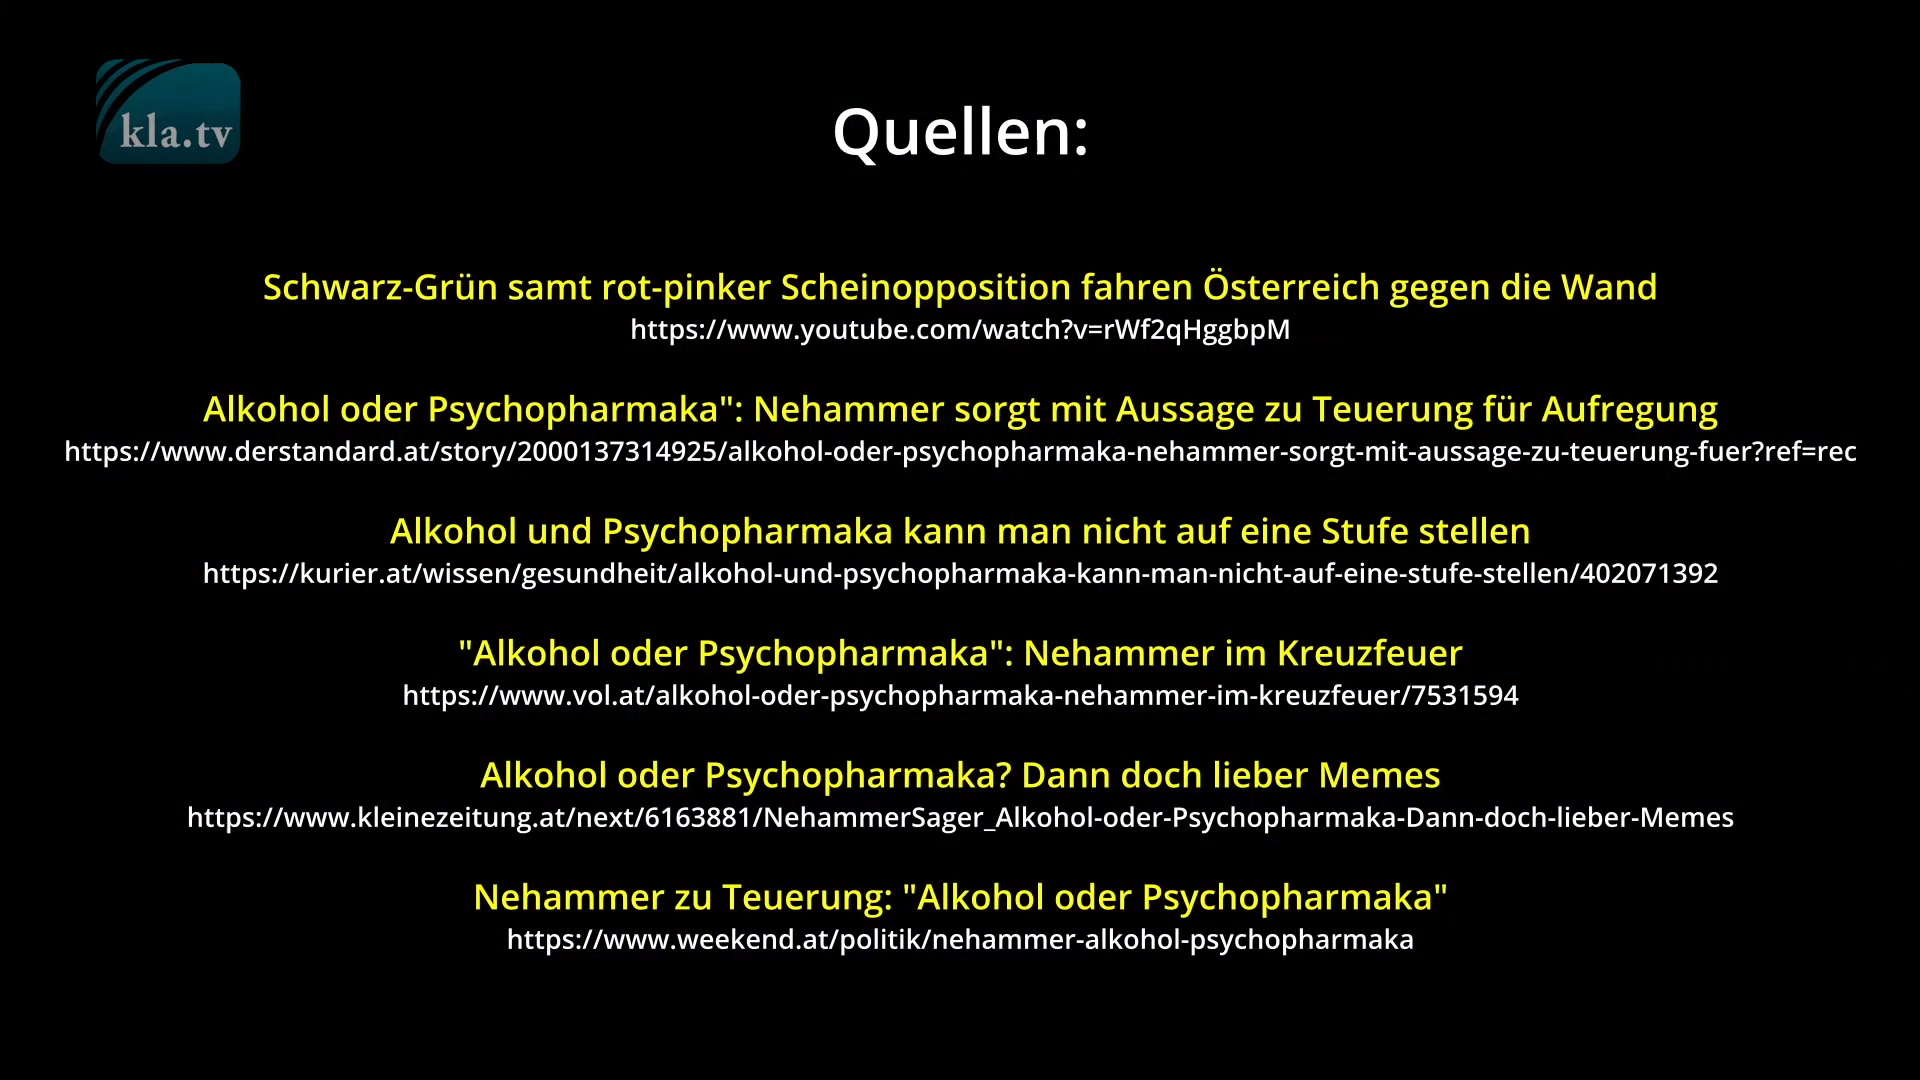 kla.tv
Quellen:
Schwarz-Grün samt rot-pinker Scheinopposition fahren Österreich gegen die Wand
https://www.youtube.com/watch?v=rWf2qHggbpM
Alkohol oder Psychopharmaka": Nehammer sorgt mit Aussage zu Teuerung für Aufregung
https://www.derstandard.at/story/2000137314925/alkohol-oder-psychopharmaka-nehammer-sorgt-mit-aussage-zu-teuerung-fuer?ref=rec
Alkohol und Psychopharmaka kann man nicht auf eine Stufe stellen
https://kurier.at/wissen/gesundheit/alkohol-und-psychopharmaka-kann-man-nicht-auf-eine-stufe-stellen/402071392
"Alkohol oder Psychopharmaka": Nehammer im Kreuzfeuer
https://www.vol.at/alkohol-oder-psychopharmaka-nehammer-im-kreuzfeuer/7531594
Alkohol oder Psychopharmaka? Dann doch lieber Memes
https://www.kleinezeitung.at/next/6163881/NehammerSager_Alkohol-oder-Psychopharmaka-Dann-doch-lieber-Memes
Nehammer zu Teuerung: "Alkohol oder Psychopharmaka"
https://www.weekend.at/politik/nehammer-alkohol-psychopharmaka